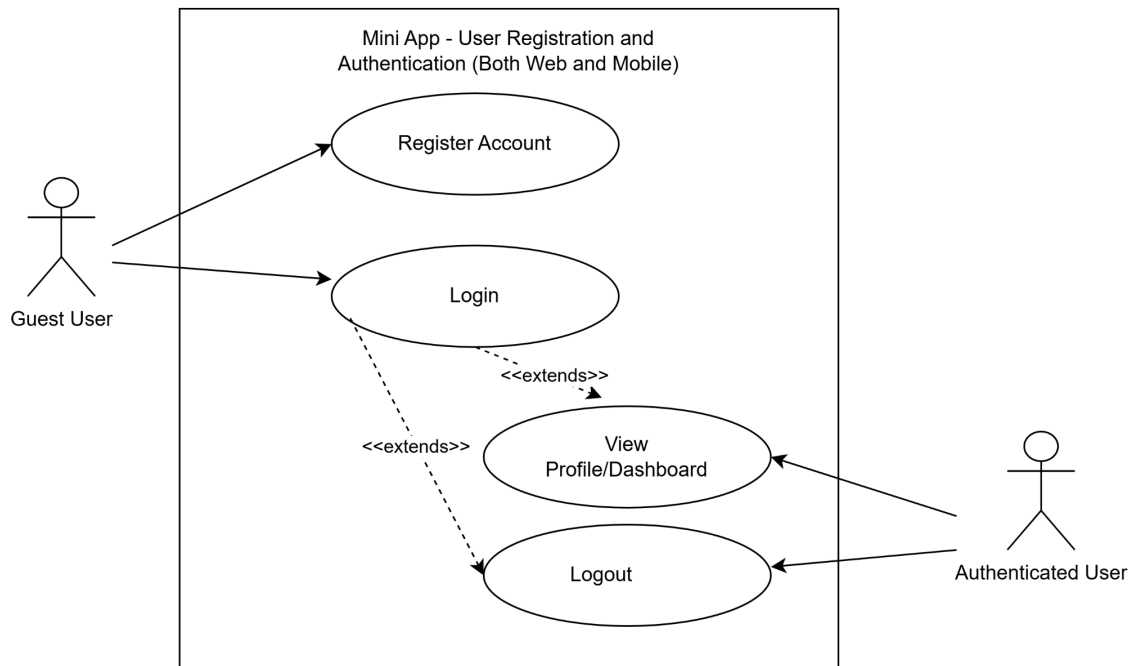 Mini App - User Registration and
Authentication (Both Web and Mobile)
Register Account
Guest User
Login
<<extends>>
<<extends>>
View
Profile/Dashboard
Logout
Authenticated User